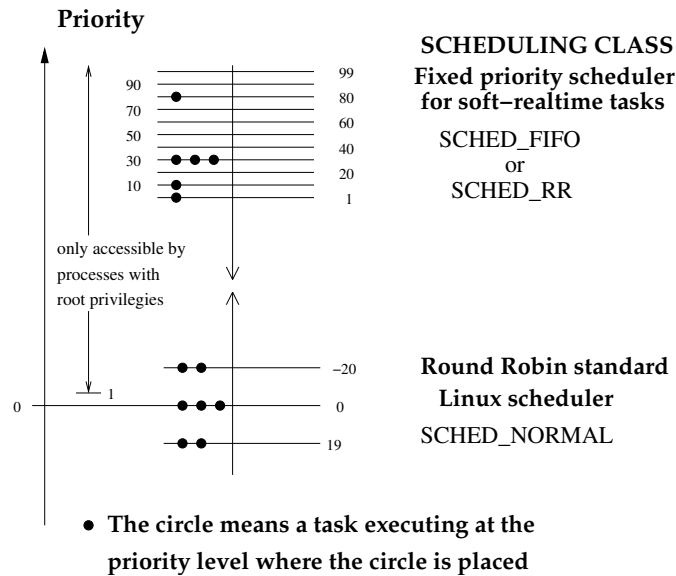 Priority
SCHEDULING CLASS
Fixed priority scheduler
for soft−realtime tasks
SCHED_FIFO
or
SCHED_RR
99
90
80
70
60
50
40
30
20
10
1
only accessible by
processes with
root privilegies
−20
1
0
0
19
Round Robin standard
Linux scheduler
SCHED_NORMAL
The circle means a task executing at the
priority level where the circle is placed